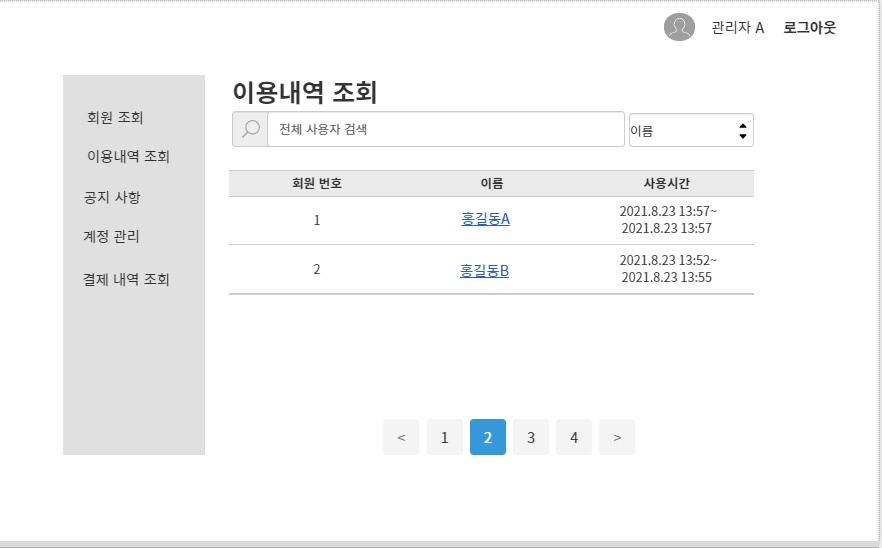 관리자 A 로그아웃
회원 조회
이용내역 조회
공지 사항
계정 관리
결제 내역 조회
이용내역 조회
전체 사용자 검색
이름
회원 번호 이름 사용시간
1 홍길동A 2021.8.23 13:57~
2021.8.23 13:57
2 홍길동B 2021.8.23 13:52~
2021.8.23 13:55
< 1 2 3 4 >